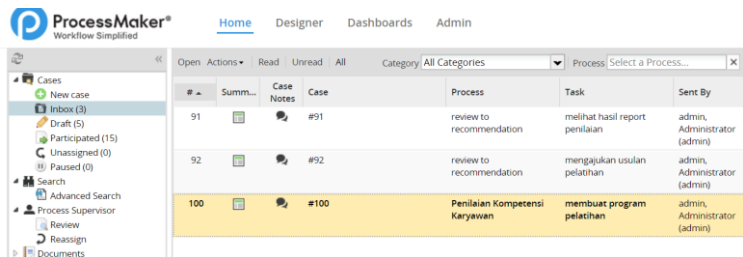 ProcessMaker®
Workflow Simplified
Home Designer Dashboards Admin
Open Actions Read Unread All Category All Categories Process Select a Process...
Cases
New case
Inbox (3)
Draft (5)
Participated (15)
Unassigned (0)
Paused (0)
Search
Advanced Search
Process Supervisor
Review
Reassign
Documents
# Summ... Case Notes Case Process Task Sent By
91 #91 review to recommendation melihat hasil report penilaian admin, Administrator (admin)
92 #92 review to recommendation mengajukan usulan pelatihan admin, Administrator (admin)
100 #100 Penilaian Kompetensi Karyawan membuat program pelatihan admin, Administrator (admin)